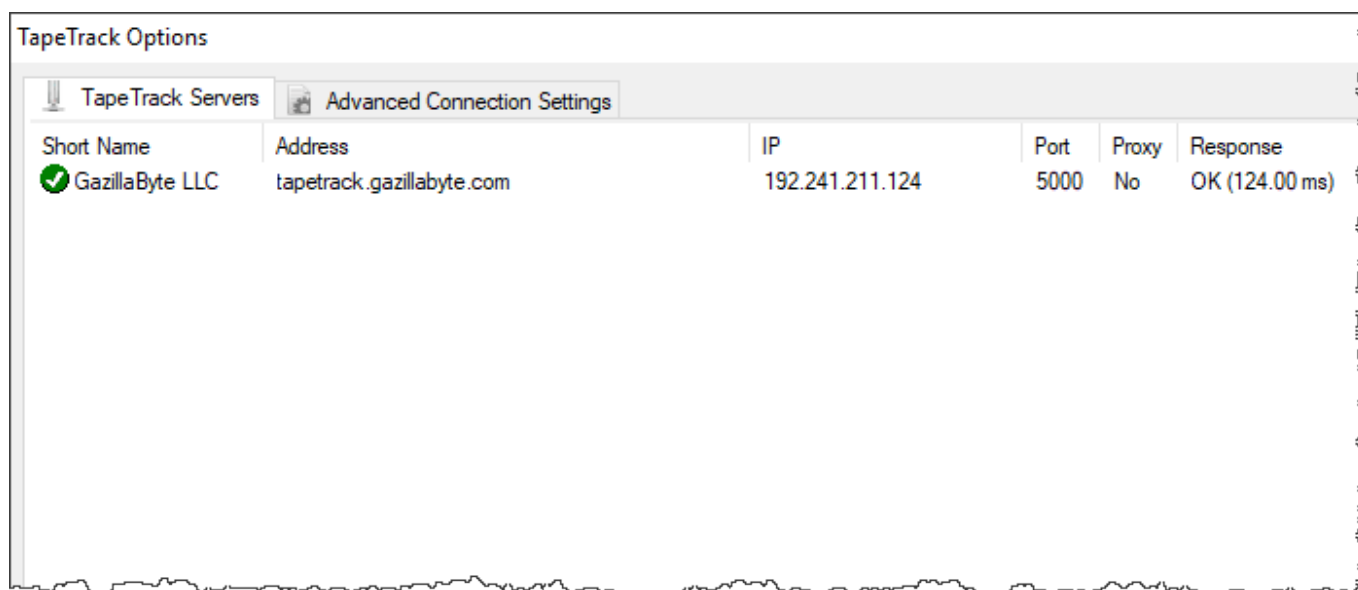 TapeTrack Options
TapeTrack Servers Advanced Connection Settings
Short Name Address IP Port Proxy Response
GazillaByte LLC tapetrack.gazillabyte.com 192.241.211.124 5000 No OK (124.00 ms)